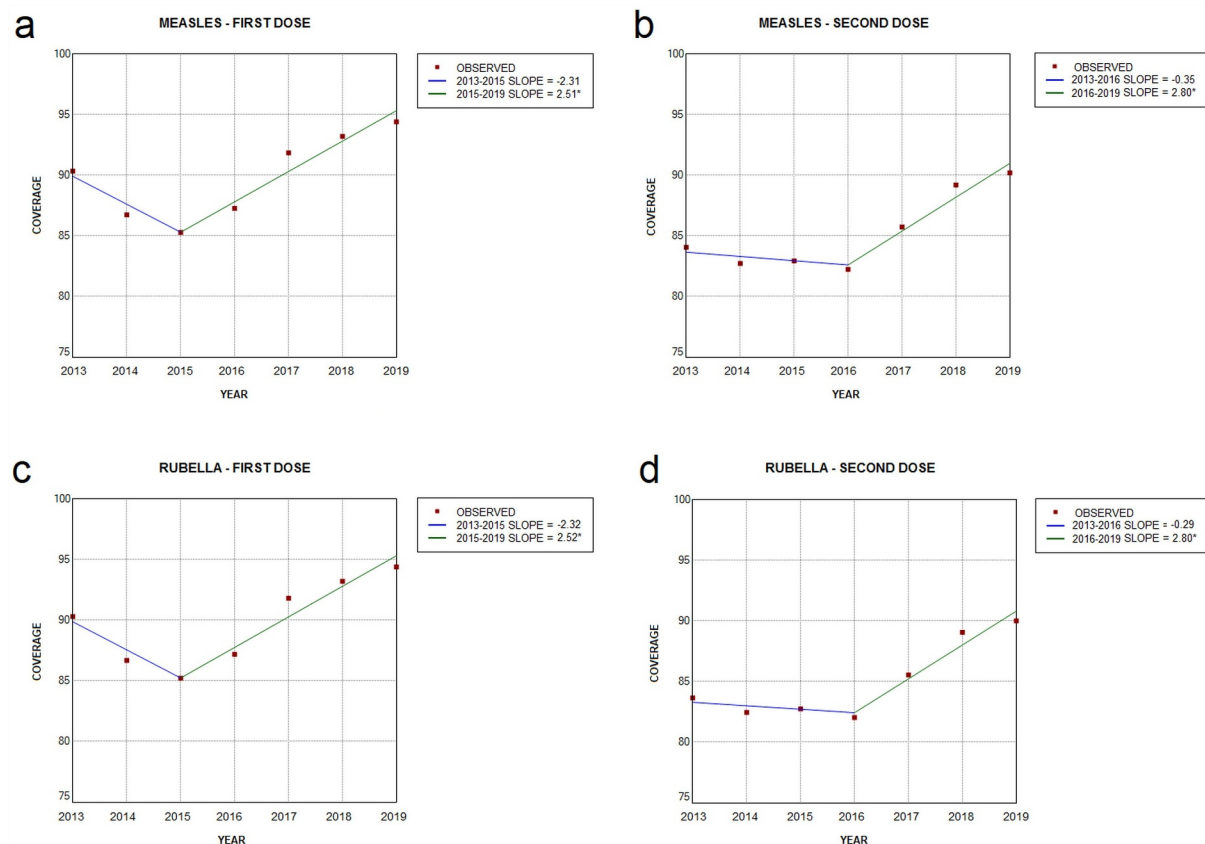 a
MEASLES - FIRST DOSE
100
95
90
85
80
75
COVERAGE
2013 2014 2015 2016 2017 2018 2019
YEAR
OBSERVED
2013-2015 SLOPE = -2.31
2015-2019 SLOPE = 2.51*
b
MEASLES - SECOND DOSE
100
95
90
85
80
75
COVERAGE
2013 2014 2015 2016 2017 2018 2019
YEAR
OBSERVED
2013-2016 SLOPE = -0.35
2016-2019 SLOPE = 2.80*
c
RUBELLA - FIRST DOSE
100
95
90
85
80
75
COVERAGE
2013 2014 2015 2016 2017 2018 2019
YEAR
OBSERVED
2013-2015 SLOPE = -2.32
2015-2019 SLOPE = 2.52*
d
RUBELLA - SECOND DOSE
100
95
90
85
80
75
COVERAGE
2013 2014 2015 2016 2017 2018 2019
YEAR
OBSERVED
2013-2016 SLOPE = -0.29
2016-2019 SLOPE = 2.80*